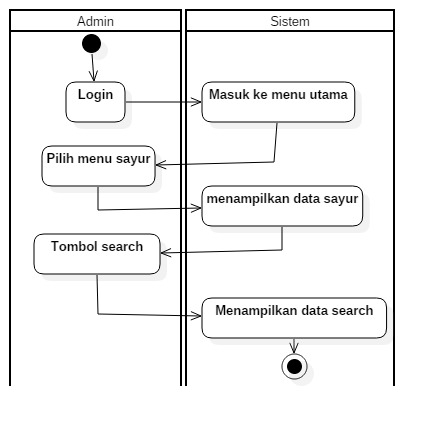 Admin
Sistem
Login
Masuk ke menu utama
Pilih menu sayur
menampilkan data sayur
Tombol search
Menampilkan data search